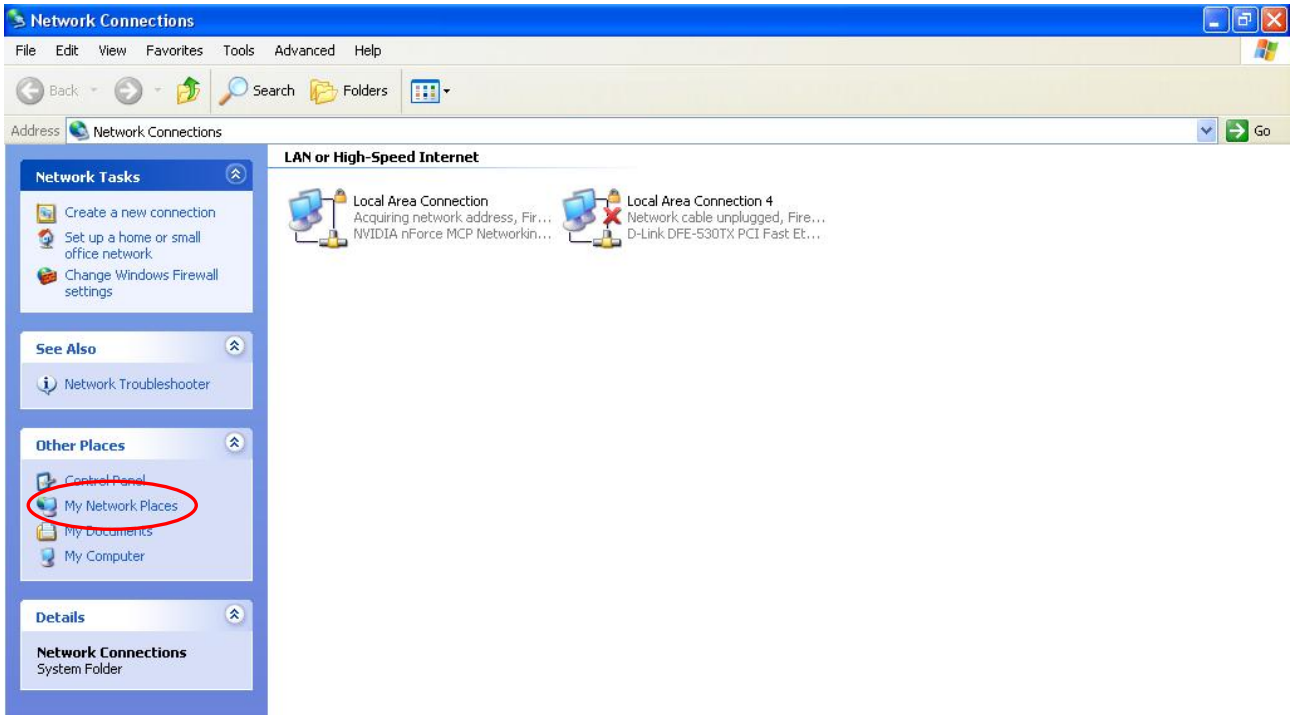 Network Connections
File Edit View Favorites Tools Advanced Help
Back Search Folders
Address Network Connections Go
Network Tasks
Create a new connection
Set up a home or small
office network
Change Windows Firewall
settings
See Also
Network Troubleshooter
Other Places
Control Panel
My Network Places
My Documents
My Computer
Details
Network Connections
System Folder
LAN or High-Speed Internet
Local Area Connection
Acquiring network address, Fir...
NVIDIA nForce MCP Networkin...
Local Area Connection 4
Network cable unplugged, Fire...
D-Link DFE-530TX PCI Fast Et...